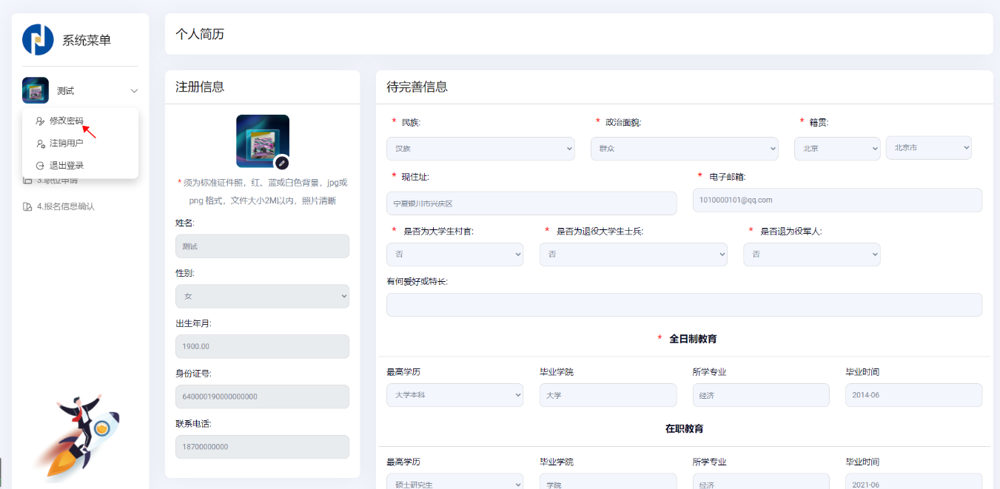 系统菜单
测试
修改密码
注销用户
退出登录
3.职位申请
4.报名信息确认
个人简历
注册信息
* 须为标准证件照，红、蓝或白色背景，jpg或
png 格式，文件大小2M以内，照片清晰
姓名:
测试
性别:
女
出生年月:
1900.00
身份证号:
640000190000000000
联系电话:
18700000000
待完善信息
* 民族: * 政治面貌: * 籍贯:
汉族 群众 北京 北京市
* 现住址: * 电子邮箱:
宁夏银川市兴庆区 1010000101@qq.com
* 是否为大学生村官: * 是否为退役大学生士兵: * 是否退为役军人:
否 否 否
有何爱好或特长:
* 全日制教育
最高学历 毕业学院 所学专业 毕业时间
大学本科 大学 经济 2014-06
在职教育
最高学历 毕业学院 所学专业 毕业时间
硕士研究生 学院 经济 2021-06